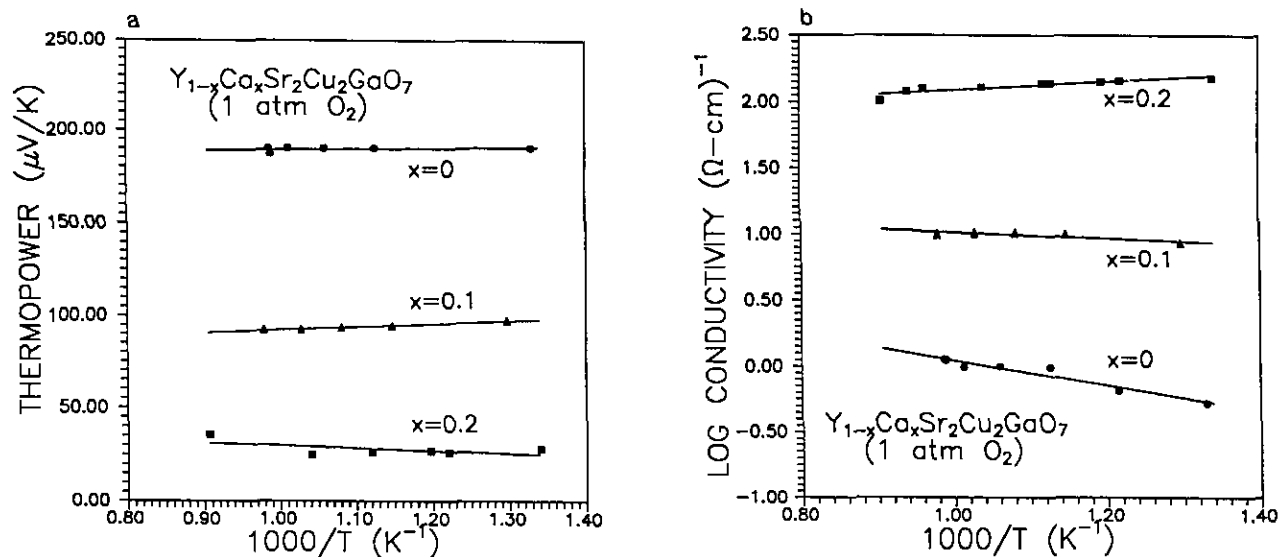 a
250.00
200.00
150.00
100.00
50.00
0.00
THERMOPOWER (μV/K)
Y₁₋ₓCaₓSr₂Cu₂GaO₇
(1 atm O₂)
x=0
x=0.1
x=0.2
0.80 0.90 1.00 1.10 1.20 1.30 1.40
1000/T (K⁻¹)
b
2.50
2.00
1.50
1.00
0.50
0.00
−0.50
−1.00
LOG CONDUCTIVITY (Ω−cm)⁻¹
x=0.2
x=0.1
x=0
Y₁₋ₓCaₓSr₂Cu₂GaO₇
(1 atm O₂)
0.80 1.00 1.20 1.40
1000/T (K⁻¹)